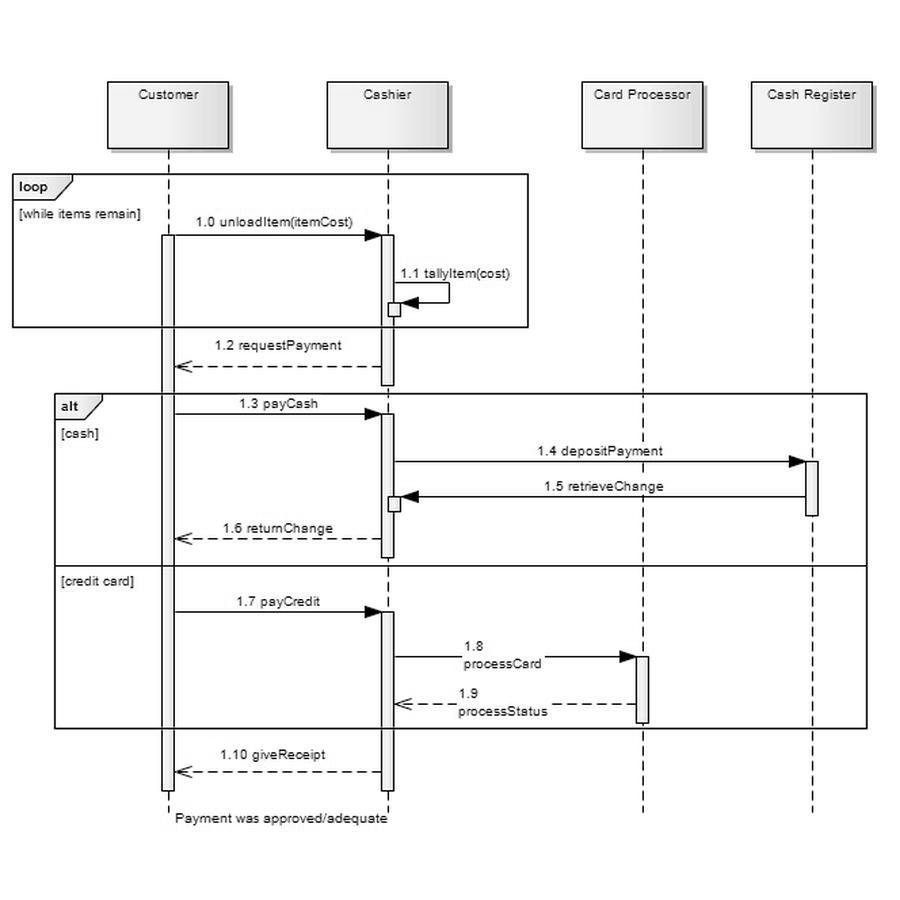 Customer
Cashier
Card Processor
Cash Register
loop
[while items remain]
1.0 unloadItem(itemCost)
1.1 tallyItem(cost)
1.2 requestPayment
alt
1.3 payCash
[cash]
1.4 depositPayment
1.5 retrieveChange
1.6 returnChange
[credit card]
1.7 payCredit
1.8
processCard
1.9
processStatus
1.10 giveReceipt
Payment was approved/adequate